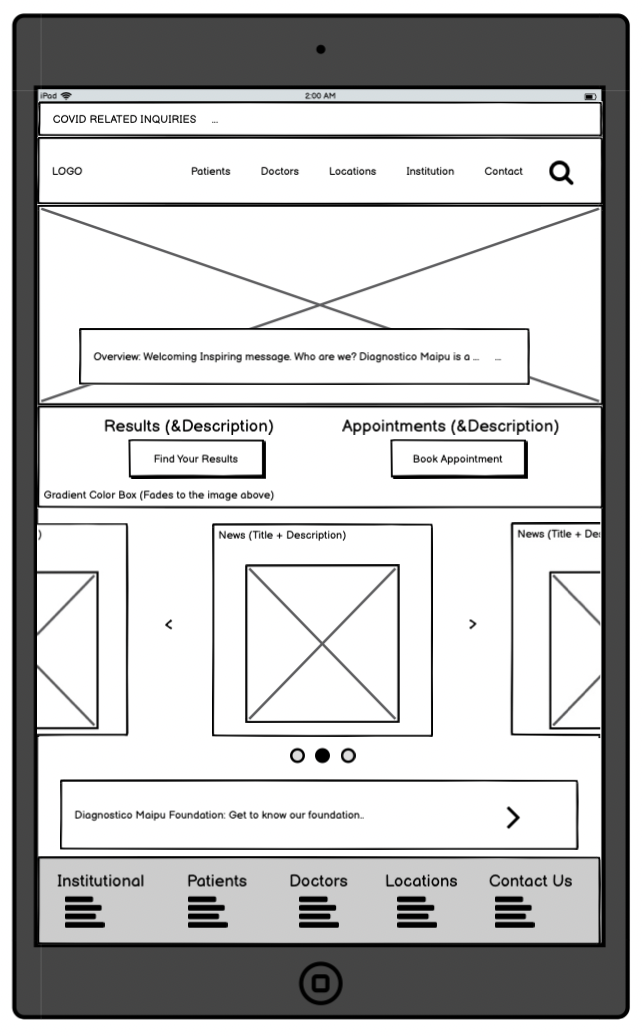 iPad 2:00 AM
COVID RELATED INQUIRIES ...
LOGO Patients Doctors Locations Institution Contact
Overview: Welcoming Inspiring message. Who are we? Diagnostico Maipu is a ... ...
Results (&Description) Appointments (&Description)
Find Your Results Book Appointment
Gradient Color Box (Fades to the image above)
) News (Title + Description) News (Title + Des
< >
Diagnostico Maipu Foundation: Get to know our foundation..
Institutional Patients Doctors Locations Contact Us